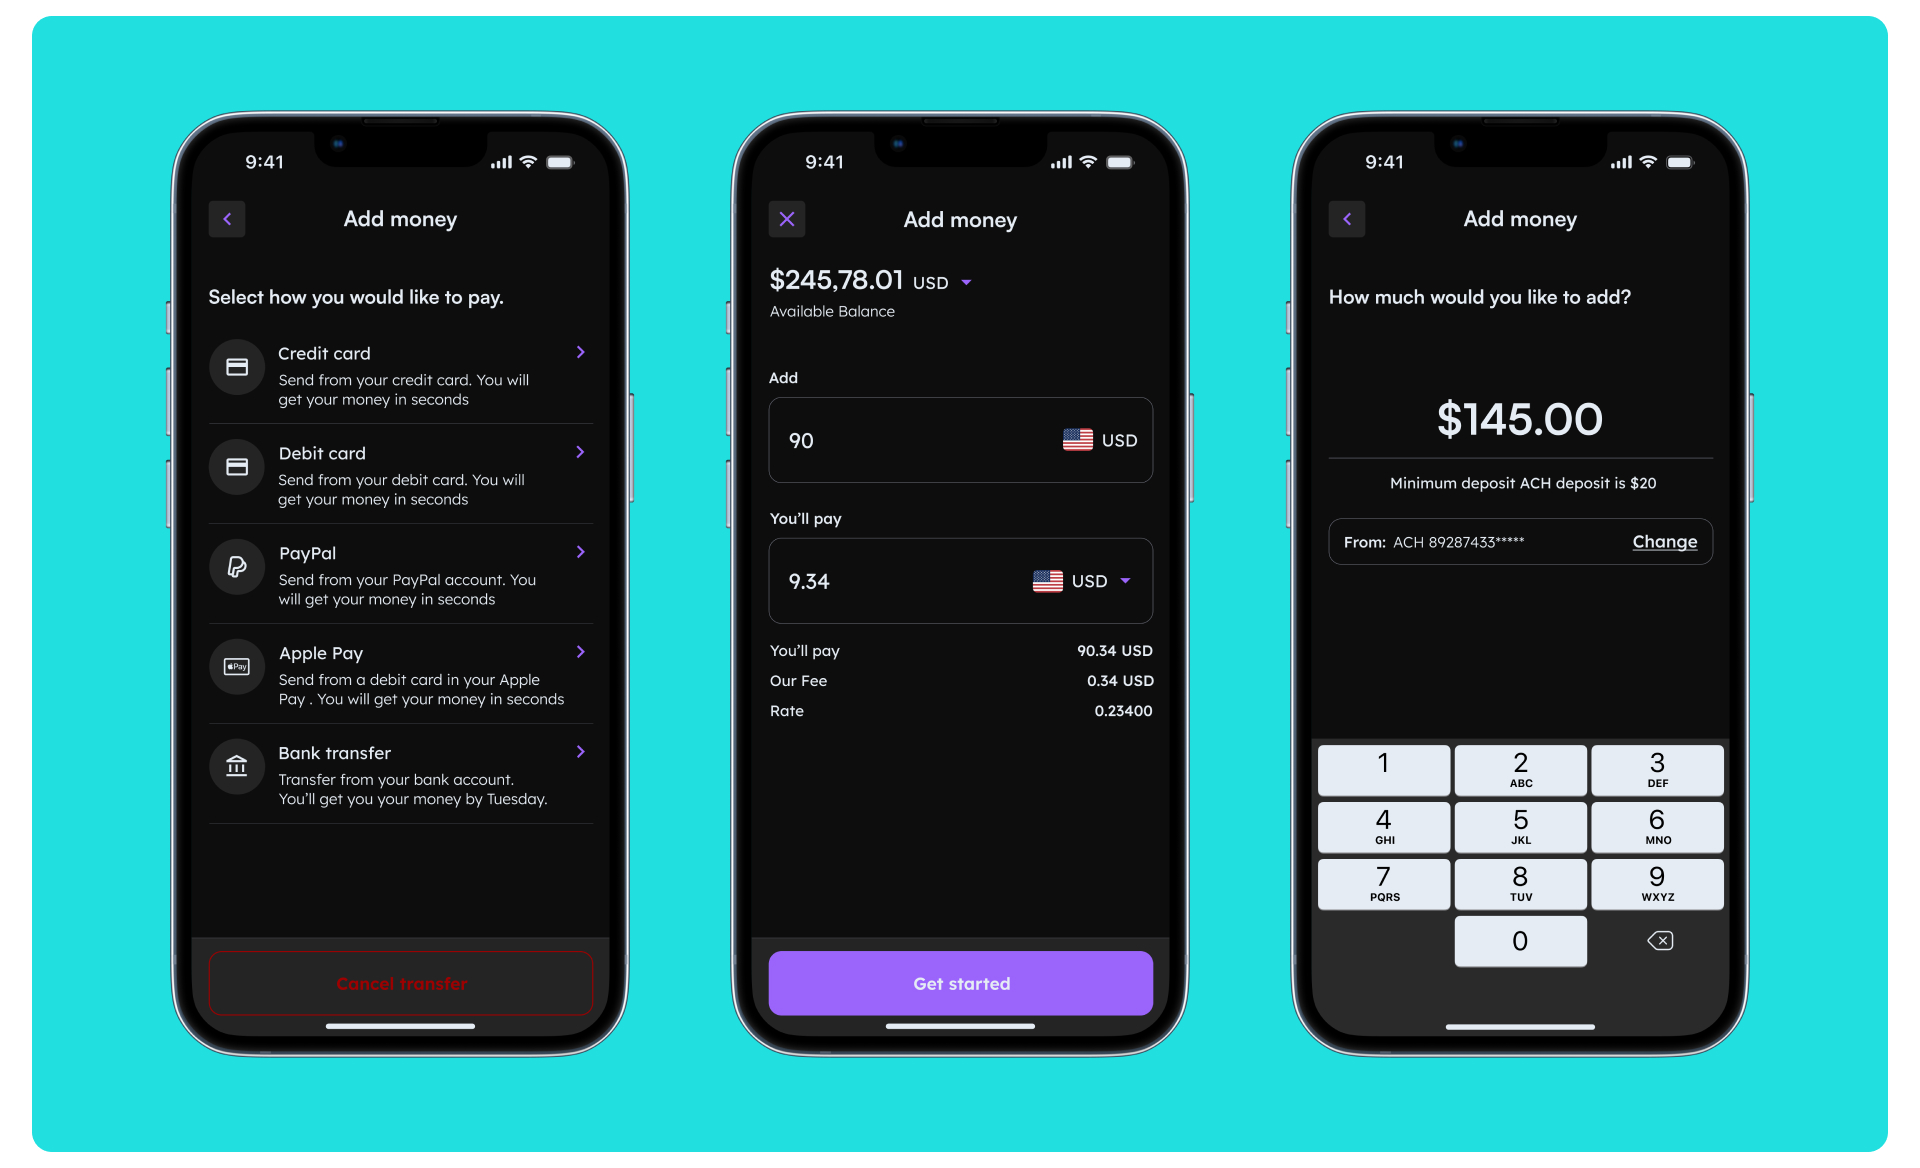 9:41
Add money
Select how you would like to pay.
Credit card
Send from your credit card. You will
get your money in seconds
Debit card
Send from your debit card. You will
get your money in seconds
PayPal
Send from your PayPal account. You
will get your money in seconds
Pay
Apple Pay
Send from a debit card in your Apple
Pay . You will get your money in seconds
Bank transfer
Transfer from your bank account.
You’ll get you your money by Tuesday.
Cancel transfer
9:41
Add money
$245,78.01 USD
Available Balance
Add
90 USD
You’ll pay
9.34 USD
You’ll pay 90.34 USD
Our Fee 0.34 USD
Rate 0.23400
Get started
9:41
Add money
How much would you like to add?
$145.00
Minimum deposit ACH deposit is $20
From: ACH 89287433***** Change
1 2 3
ABC DEF
4 5 6
GHI JKL MNO
7 8 9
PQRS TUV WXYZ
0